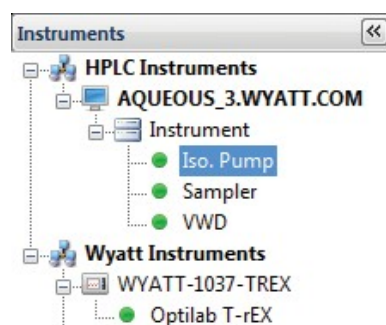 Instruments
HPLC Instruments
AQUEOUS_3.WYATT.COM
Instrument
Iso. Pump
Sampler
VWD
Wyatt Instruments
WYATT-1037-TREX
Optilab T-rEX